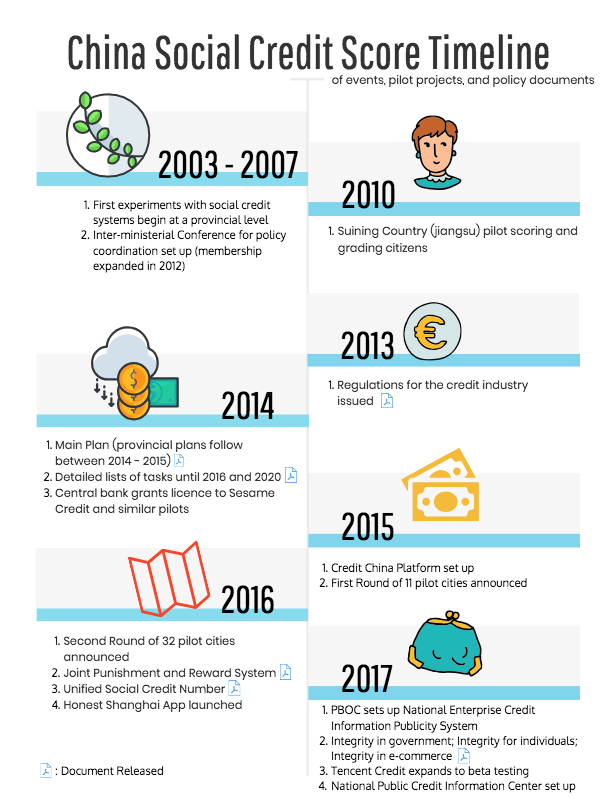 China Social Credit Score Timeline
of events, pilot projects, and policy documents
2003 - 2007
1. First experiments with social credit
systems begin at a provincial level
2. Inter-ministerial Conference for policy
coordination set up (membership
expanded in 2012)
2010
1. Suining Country (jiangsu) pilot scoring and
grading citizens
2013
1. Regulations for the credit industry
issued
2014
1. Main Plan (provincial plans follow
between 2014 - 2015)
2. Detailed lists of tasks until 2016 and 2020
3. Central bank grants licence to Sesame
Credit and similar pilots
2015
1. Credit China Platform set up
2. First Round of 11 pilot cities announced
2016
1. Second Round of 32 pilot cities
announced
2. Joint Punishment and Reward System
3. Unified Social Credit Number
4. Honest Shanghai App launched
2017
1. PBOC sets up National Enterprise Credit
Information Publicity System
2. Integrity in government; Integrity for individuals;
Integrity in e-commerce
3. Tencent Credit expands to beta testing
4. National Public Credit Information Center set up
: Document Released